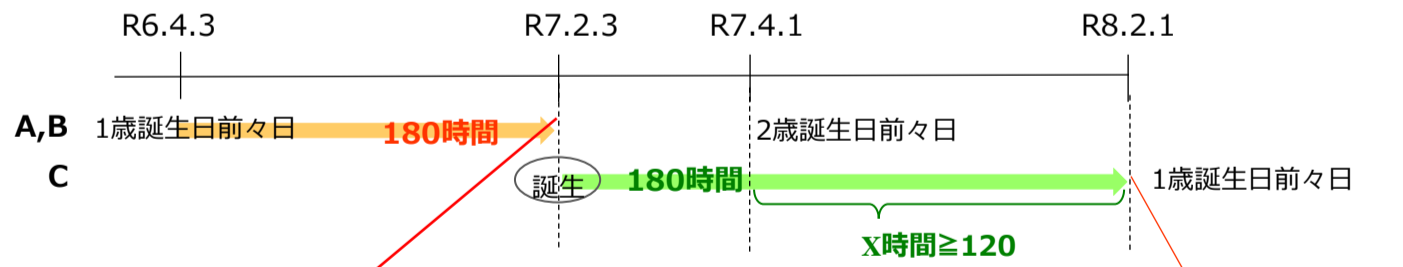 R6.4.3 R7.2.3 R7.4.1 R8.2.1
A,B 1歳誕生日前々日 180時間 2歳誕生日前々日
C 誕生 180時間 1歳誕生日前々日
X時間≧120